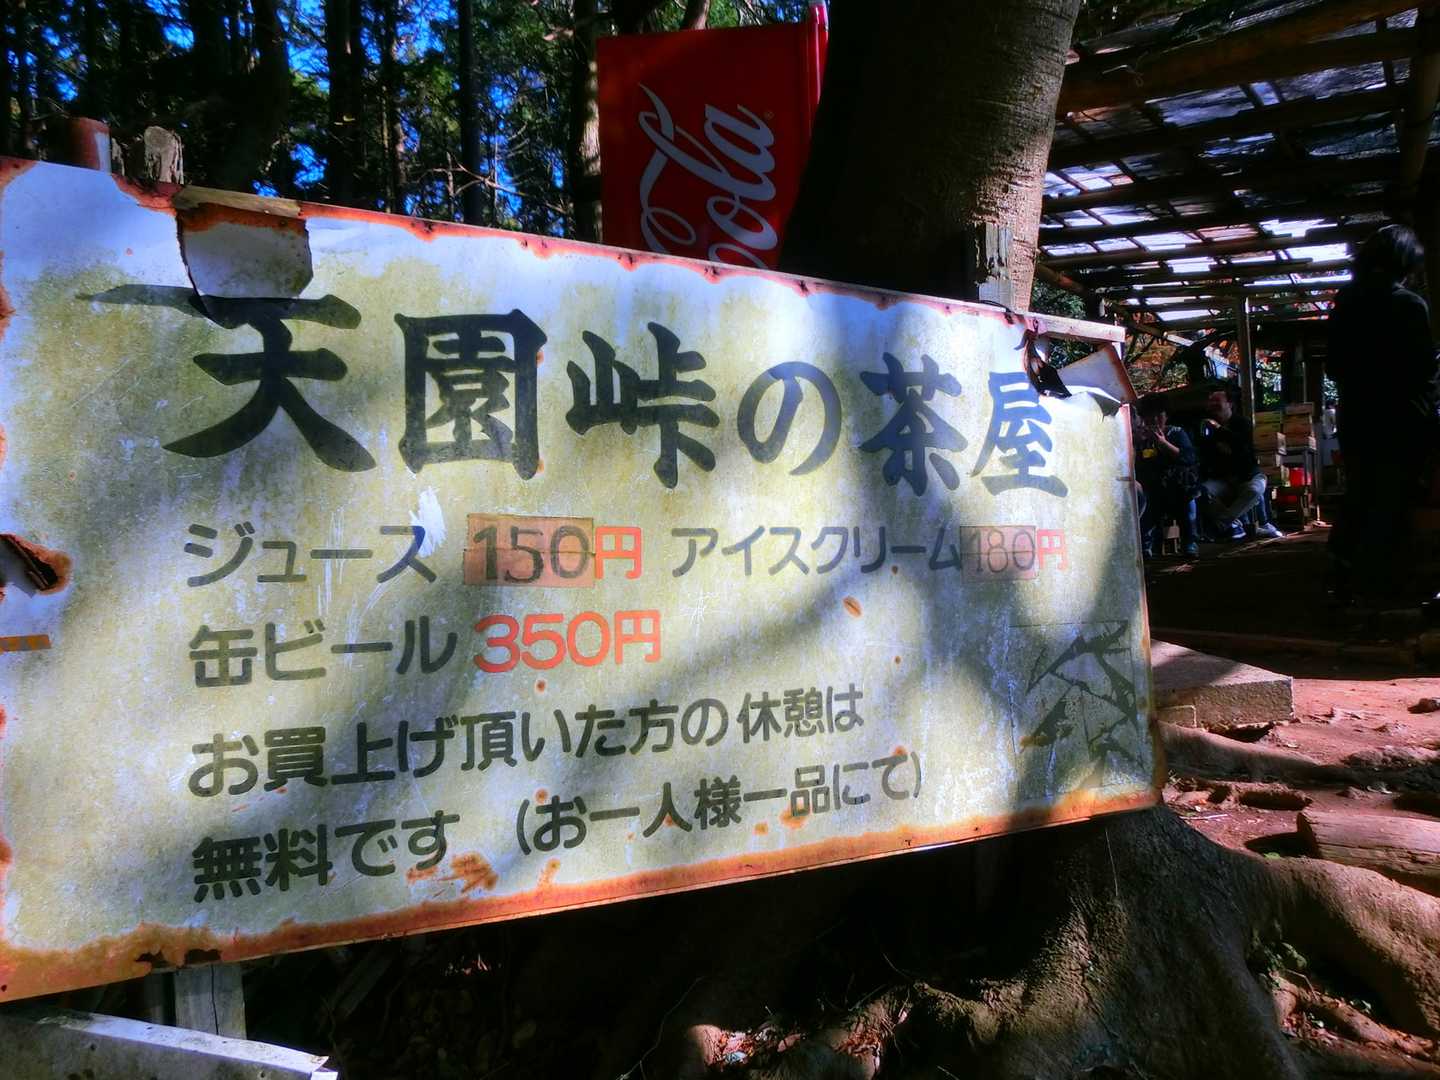 Coca-Cola
天園峠の茶屋
ジュース 150円 アイスクリーム180円
缶ビール 350円
お買上げ頂いた方の休憩は
無料です (お一人様一品にて)